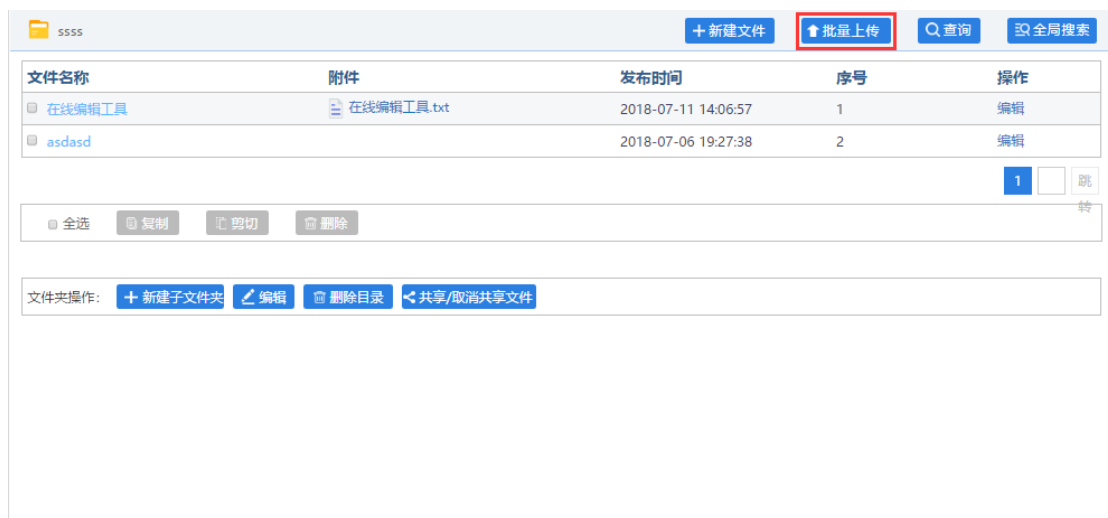 ssss 新建文件 批量上传 查询 全局搜索
文件名称 附件 发布时间 序号 操作
在线编辑工具 在线编辑工具.txt 2018-07-11 14:06:57 1 编辑
asdasd 2018-07-06 19:27:38 2 编辑
1 跳
转
全选 复制 剪切 删除
文件夹操作: 新建子文件夹 编辑 删除目录 共享/取消共享文件